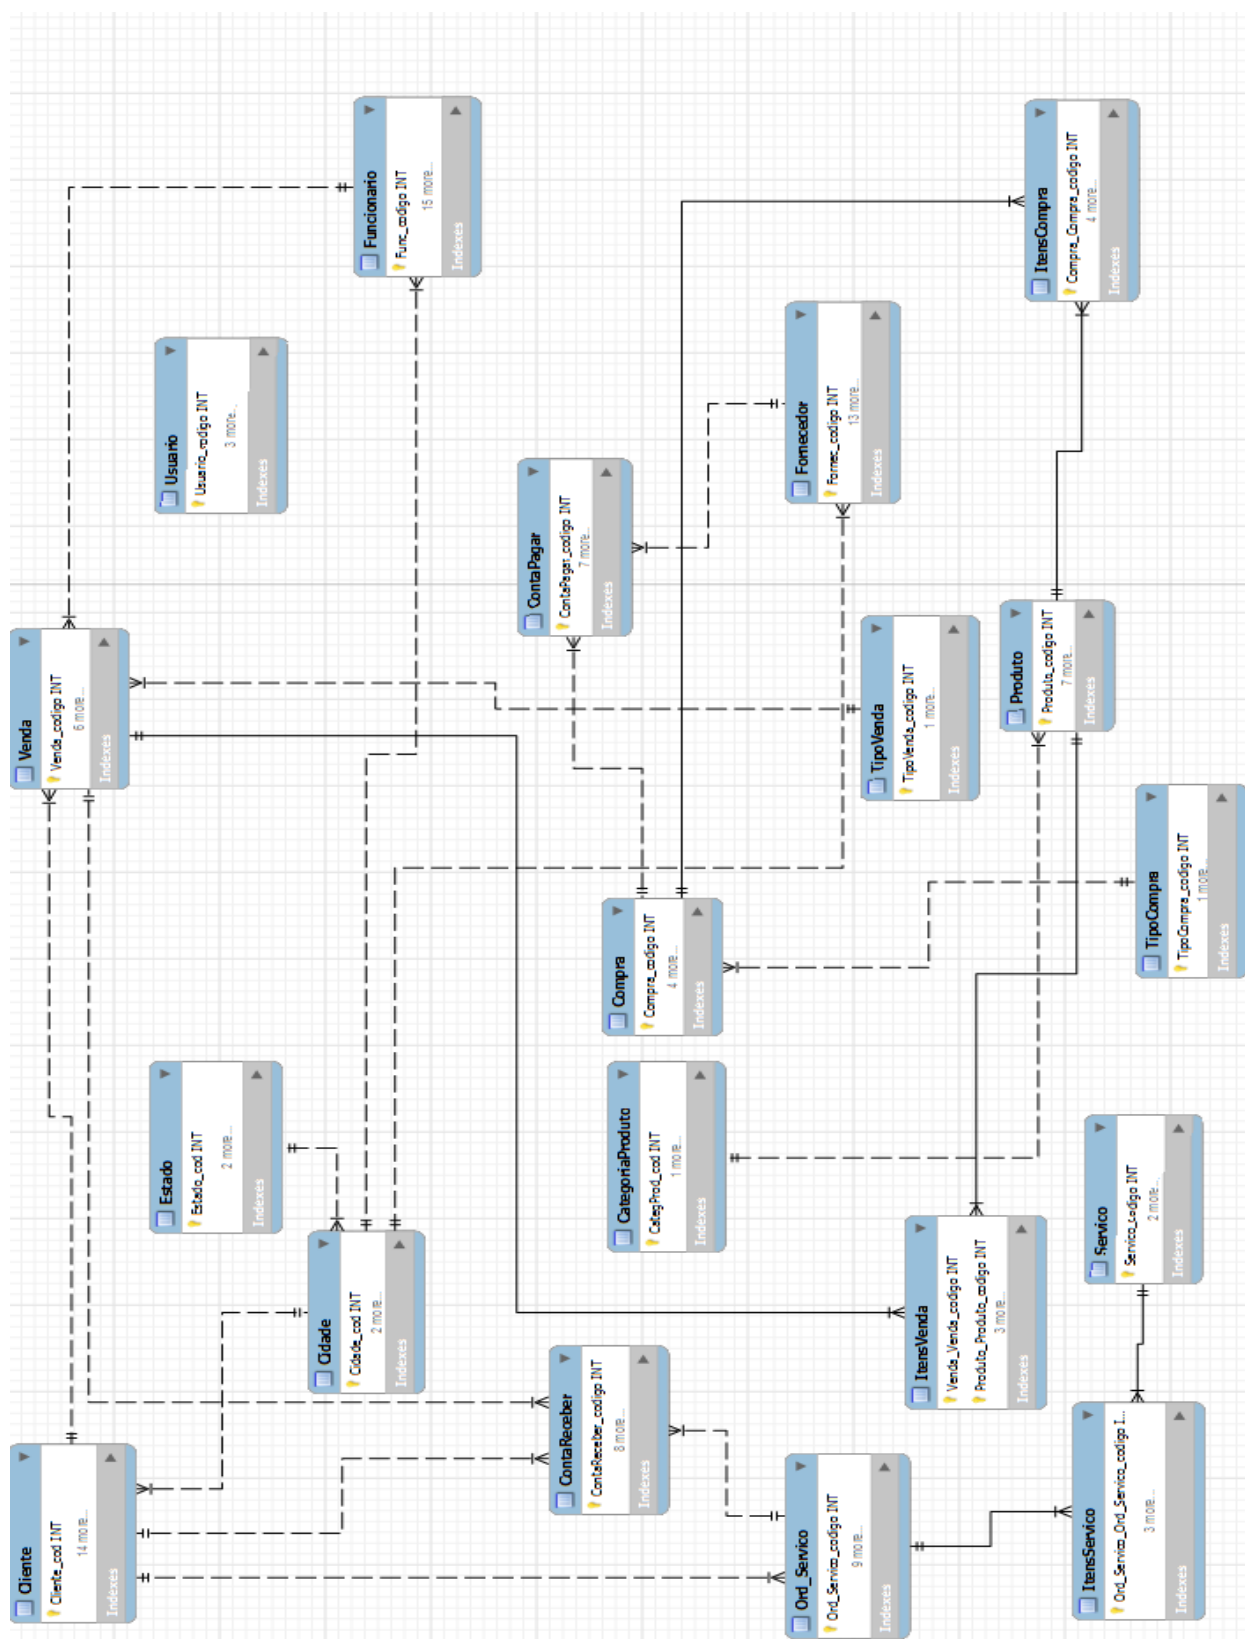 Cliente
Cliente_cod INT
14 more...
Indexes
Venda
Venda_codigo INT
6 more...
Indexes
Estado
Estado_cod INT
2 more...
Indexes
Usuario
Usuario_codigo INT
3 more...
Indexes
Cidade
Cidade_cod INT
2 more...
Indexes
Funcionario
Func_codigo INT
15 more...
Indexes
ContaReceber
ContaReceber_codigo INT
8 more...
Indexes
CategoriaProduto
CategProd_cod INT
1 more...
Indexes
Compra
Compra_codigo INT
4 more...
Indexes
ContaPagar
ContaPagar_codigo INT
7 more...
Indexes
Ord_Servico
Ord_Servico_codigo INT
9 more...
Indexes
ItensVenda
Venda_Venda_codigo INT
Produto_Produto_codigo INT
3 more...
Indexes
TipoVenda
TipoVenda_codigo INT
1 more...
Indexes
Fornecedor
Fornec_codigo INT
13 more...
Indexes
ItensServico
Ord_Servico_Ord_Servico_codigo I...
3 more...
Indexes
Servico
Servico_codigo INT
2 more...
Indexes
TipoCompra
TipoCompra_codigo INT
1 more...
Indexes
Produto
Produto_codigo INT
7 more...
Indexes
ItensCompra
Compra_Compra_codigo INT
4 more...
Indexes